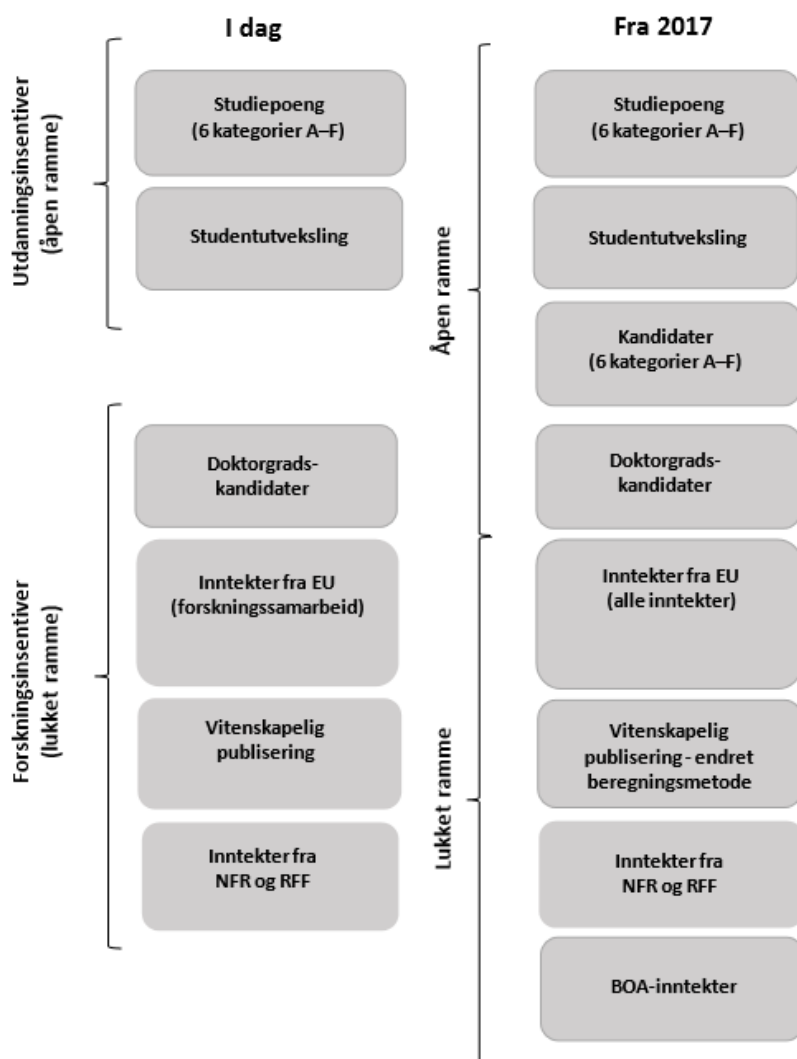 I dag
Utdanningsinsentiver
(åpen ramme)
Studiepoeng
(6 kategorier A–F)
Studentutveksling
Forskningsinsentiver
(lukket ramme)
Doktorgrads-
kandidater
Inntekter fra EU
(forskningssamarbeid)
Vitenskapelig
publisering
Inntekter fra
NFR og RFF
Fra 2017
Åpen ramme
Studiepoeng
(6 kategorier A–F)
Studentutveksling
Kandidater
(6 kategorier A–F)
Doktorgrads-
kandidater
Lukket ramme
Inntekter fra EU
(alle inntekter)
Vitenskapelig
publisering - endret
beregningsmetode
Inntekter fra
NFR og RFF
BOA-inntekter